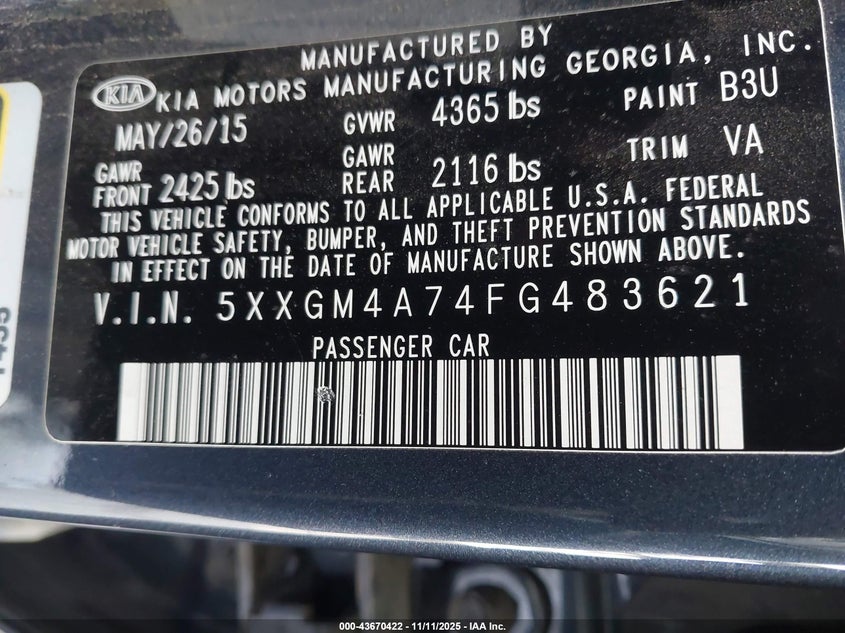 MANUFACTURED BY
KIA KIA MOTORS MANUFACTURING GEORGIA, INC.
MAY/26/15 GVWR 4365 lbs PAINT B3U
GAWR FRONT 2425 lbs GAWR REAR 2116 lbs TRIM VA
THIS VEHICLE CONFORMS TO ALL APPLICABLE U.S.A. FEDERAL
MOTOR VEHICLE SAFETY, BUMPER, AND THEFT PREVENTION STANDARDS
IN EFFECT ON THE DATE OF MANUFACTURE SHOWN ABOVE.
V.I.N. 5XXGM4A74FG483621
PASSENGER CAR
000-43670422 - 11/11/2025 - IAA Inc.